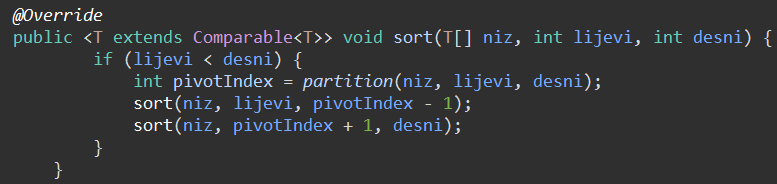 @Override
public <T extends Comparable<T>> void sort(T[] niz, int lijevi, int desni) {
if (lijevi < desni) {
int pivotIndex = partition(niz, lijevi, desni);
sort(niz, lijevi, pivotIndex - 1);
sort(niz, pivotIndex + 1, desni);
}
}